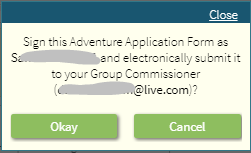 Close
Sign this Adventure Application Form as
and electronically submit it
to your Group Commissioner
(@live.com)?
Okay
Cancel